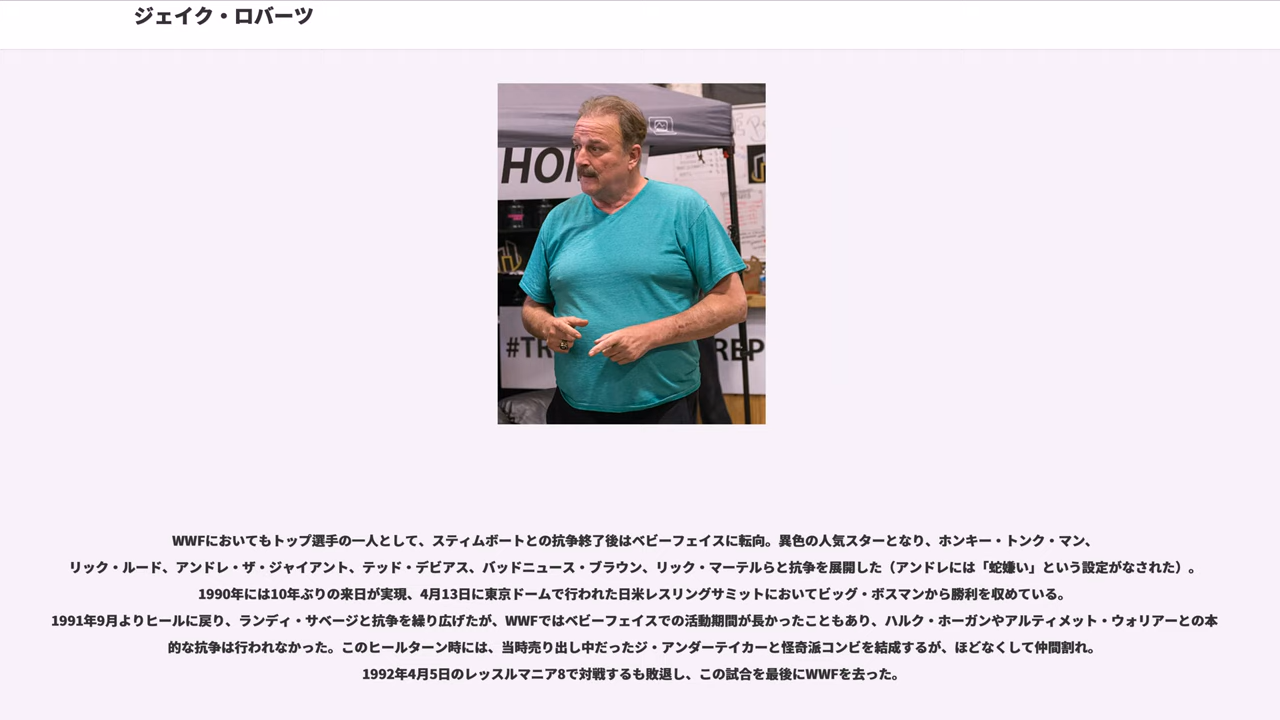 ジェイク・ロバーツ
HOM
#TR
REP
WWFにおいてもトップ選手の一人として、スティムボートとの抗争終了後はベビーフェイスに転向。異色の人気スターとなり、ホンキー・トンク・マン、
リック・ルード、アンドレ・ザ・ジャイアント、テッド・デビアス、バッドニュース・ブラウン、リック・マーテルらと抗争を展開した（アンドレには「蛇嫌い」という設定がなされた）。
1990年には10年ぶりの来日が実現、4月13日に東京ドームで行われた日米レスリングサミットにおいてビッグ・ボスマンから勝利を収めている。
1991年9月よりヒールに戻り、ランディ・サベージと抗争を繰り広げたが、WWFではベビーフェイスでの活動期間が長かったこともあり、ハルク・ホーガンやアルティメット・ウォリアーとの本
的な抗争は行われなかった。このヒールターン時には、当時売り出し中だったジ・アンダーテイカーと怪奇派コンビを結成するが、ほどなくして仲間割れ。
1992年4月5日のレッスルマニア8で対戦するも敗退し、この試合を最後にWWFを去った。